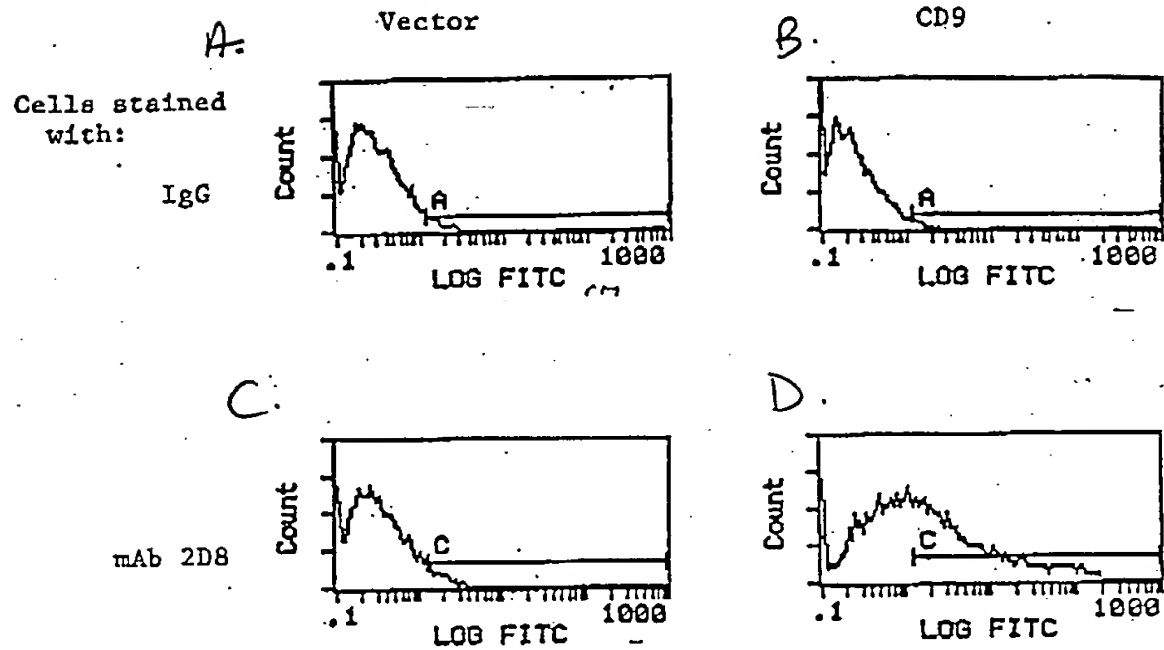 Vector
CD9
A.
B.
Cells stained
with:
IgG
Count
A
.1
1000
LOG FITC
Count
A
.1
1000
LOG FITC
C.
D.
mAb 2D8
Count
C
.1
1000
LOG FITC
Count
C
.1
1000
LOG FITC